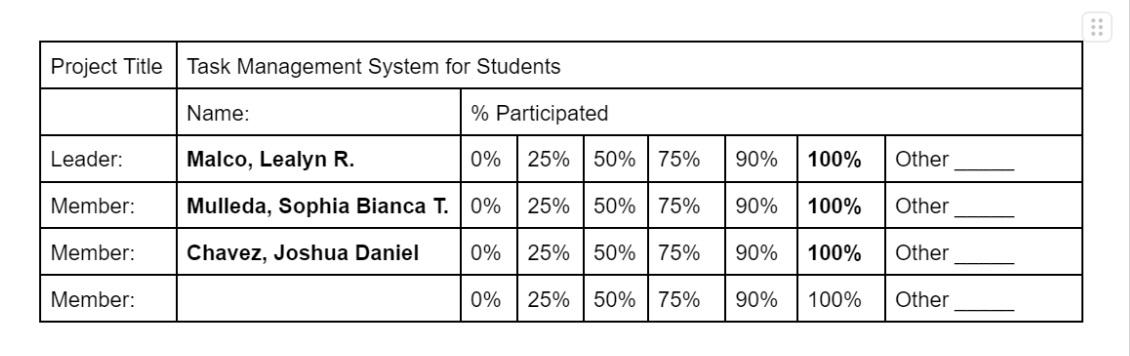 Project Title Task Management System for Students
Name: % Participated
Leader: Malco, Lealyn R. 0% 25% 50% 75% 90% 100% Other _____
Member: Mulleda, Sophia Bianca T. 0% 25% 50% 75% 90% 100% Other _____
Member: Chavez, Joshua Daniel 0% 25% 50% 75% 90% 100% Other _____
Member: 0% 25% 50% 75% 90% 100% Other _____